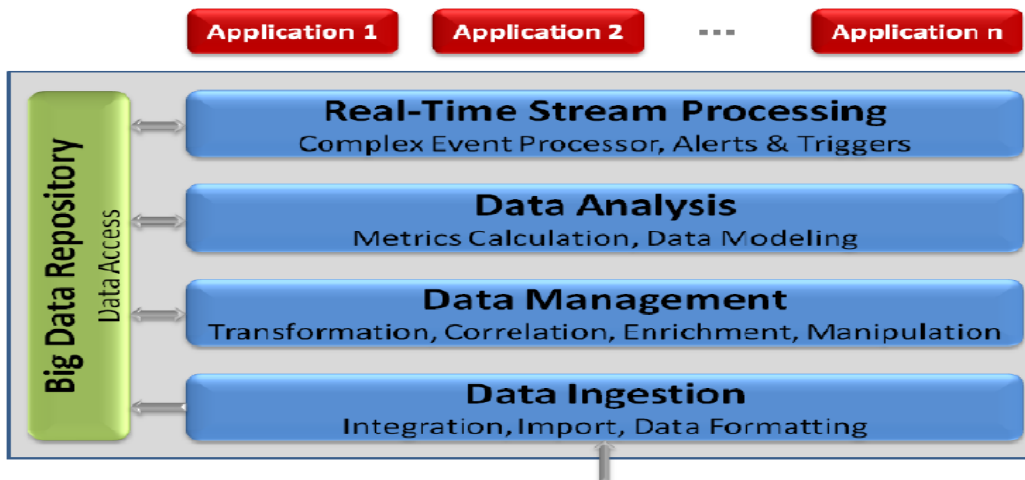 Application 1
Application 2
...
Application n
Big Data Repository
Data Access
Real-Time Stream Processing
Complex Event Processor, Alerts & Triggers
Data Analysis
Metrics Calculation, Data Modeling
Data Management
Transformation, Correlation, Enrichment, Manipulation
Data Ingestion
Integration, Import, Data Formatting